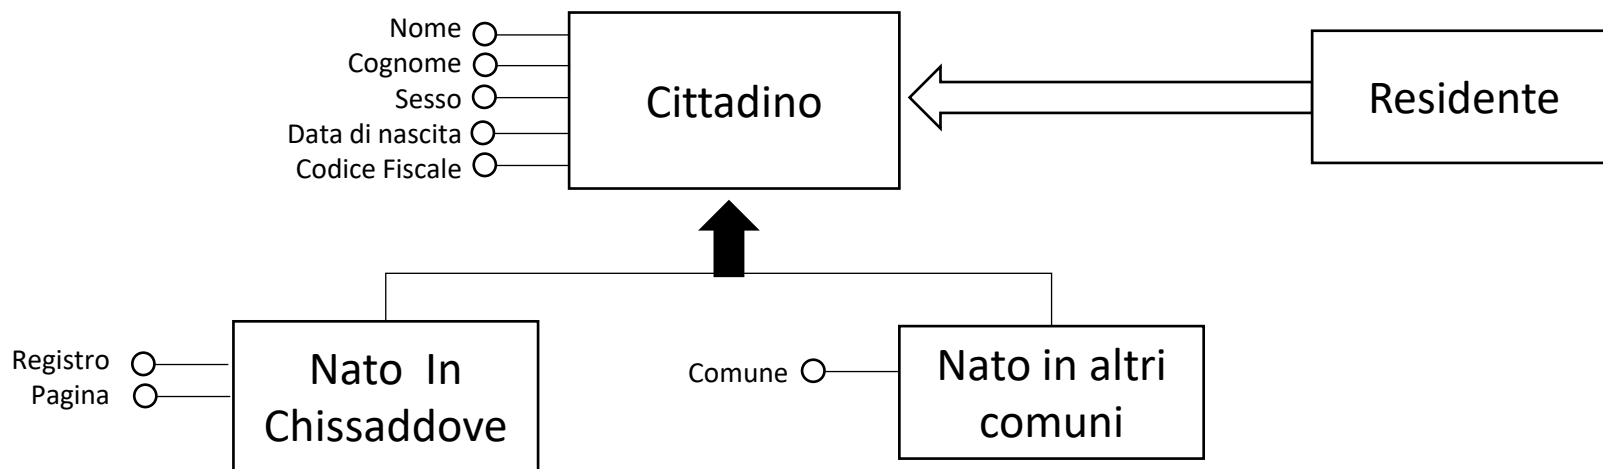 Nome
Cognome
Sesso
Data di nascita
Codice Fiscale
Cittadino
Residente
Registro
Pagina
Nato In
Chissaddove
Comune
Nato in altri
comuni